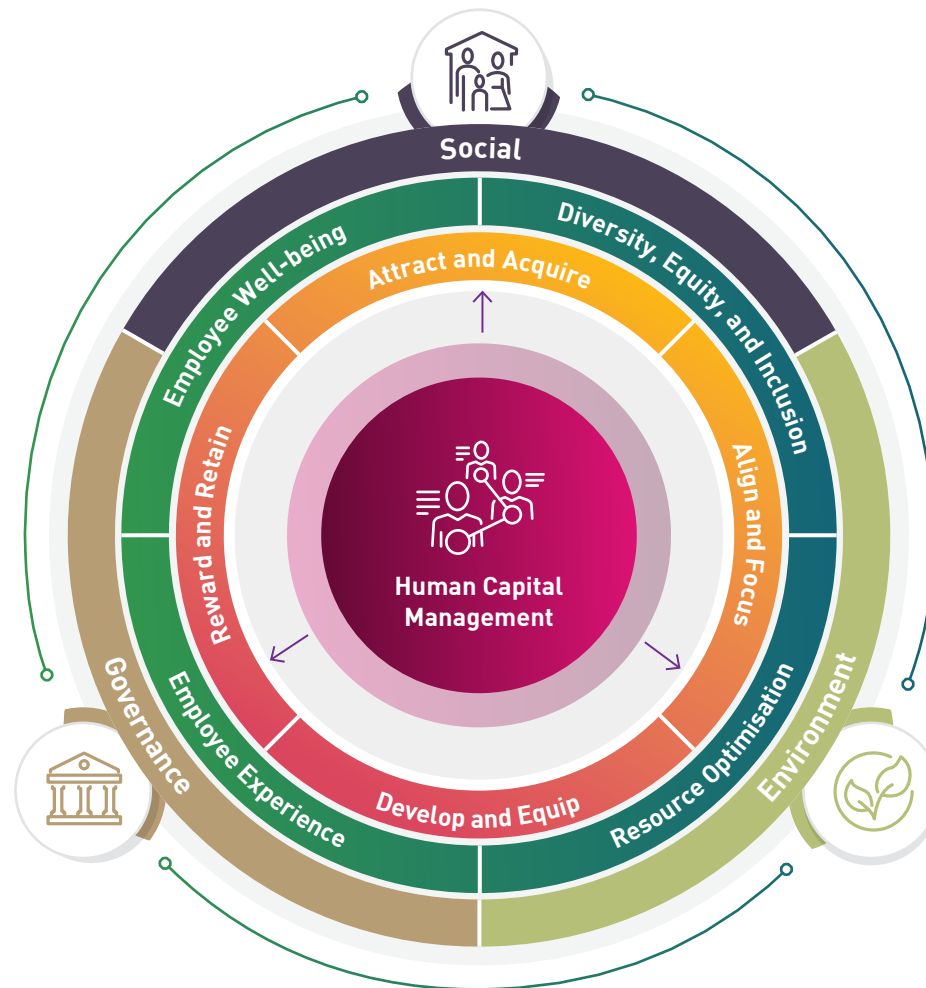 Social
Employee Well-being
Diversity, Equity, and Inclusion
Attract and Acquire
Reward and Retain
Align and Focus
Human Capital
Management
Governance
Employee Experience
Develop and Equip
Resource Optimisation
Environment